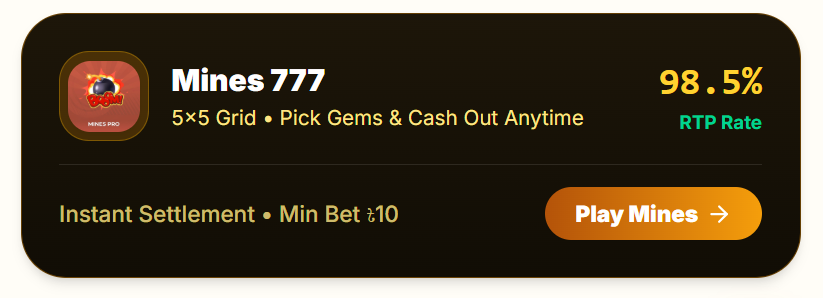 BOOM
MINES PRO
Mines 777
5×5 Grid • Pick Gems & Cash Out Anytime
98.5%
RTP Rate
Instant Settlement • Min Bet ৳10
Play Mines →